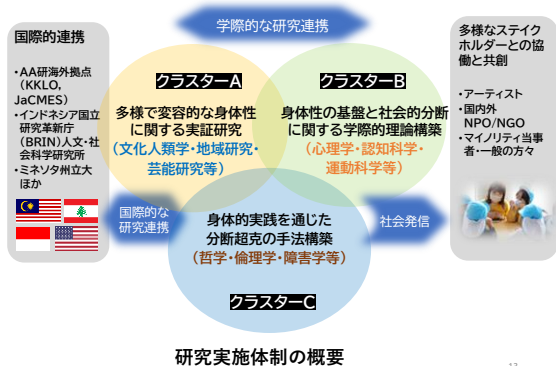 学際的な研究連携
国際的連携
・AA研海外拠点
(KKLO,
JaCMES)
・インドネシア国立
研究革新庁
(BRIN)人文・社
会科学研究所
・ミネソタ州立大
ほか
クラスターA
多様で変容的な身体性
に関する実証研究
(文化人類学・地域研究・
芸能研究等)
クラスターB
身体性の基盤と社会的分断
に関する学際的理論構築
(心理学・認知科学・
運動科学等)
多様なステイク
ホルダーとの協
働と共創
・アーティスト
・国内外
NPO/NGO
・マイノリティ当事
者・一般の方々
国際的な
研究連携
身体的実践を通じた
分断超克の手法構築
(哲学・倫理学・障害学等)
クラスターC
社会発信
研究実施体制の概要